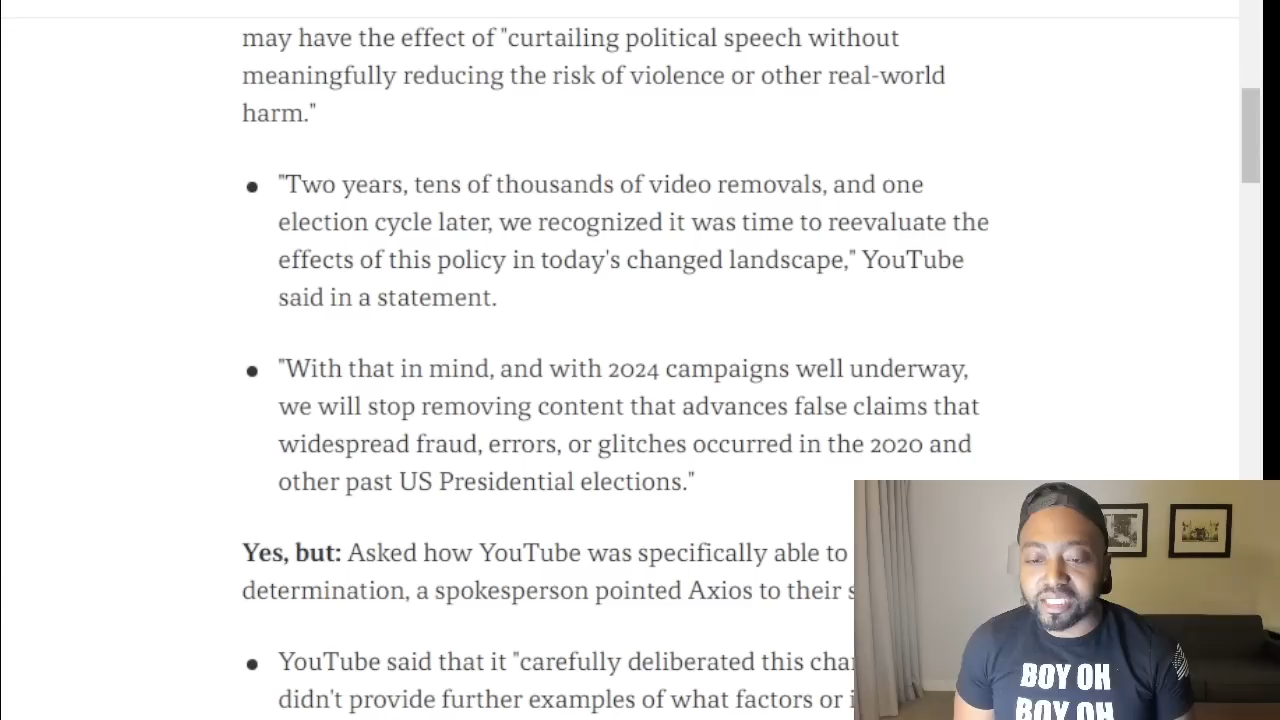 may have the effect of "curtailing political speech without
meaningfully reducing the risk of violence or other real-world
harm."
● "Two years, tens of thousands of video removals, and one
election cycle later, we recognized it was time to reevaluate the
effects of this policy in today's changed landscape," YouTube
said in a statement.
● "With that in mind, and with 2024 campaigns well underway,
we will stop removing content that advances false claims that
widespread fraud, errors, or glitches occurred in the 2020 and
other past US Presidential elections."
Yes, but: Asked how YouTube was specifically able to
determination, a spokesperson pointed Axios to their
● YouTube said that it "carefully deliberated this
didn't provide further examples of what factors or
BOY OH
BOY OH